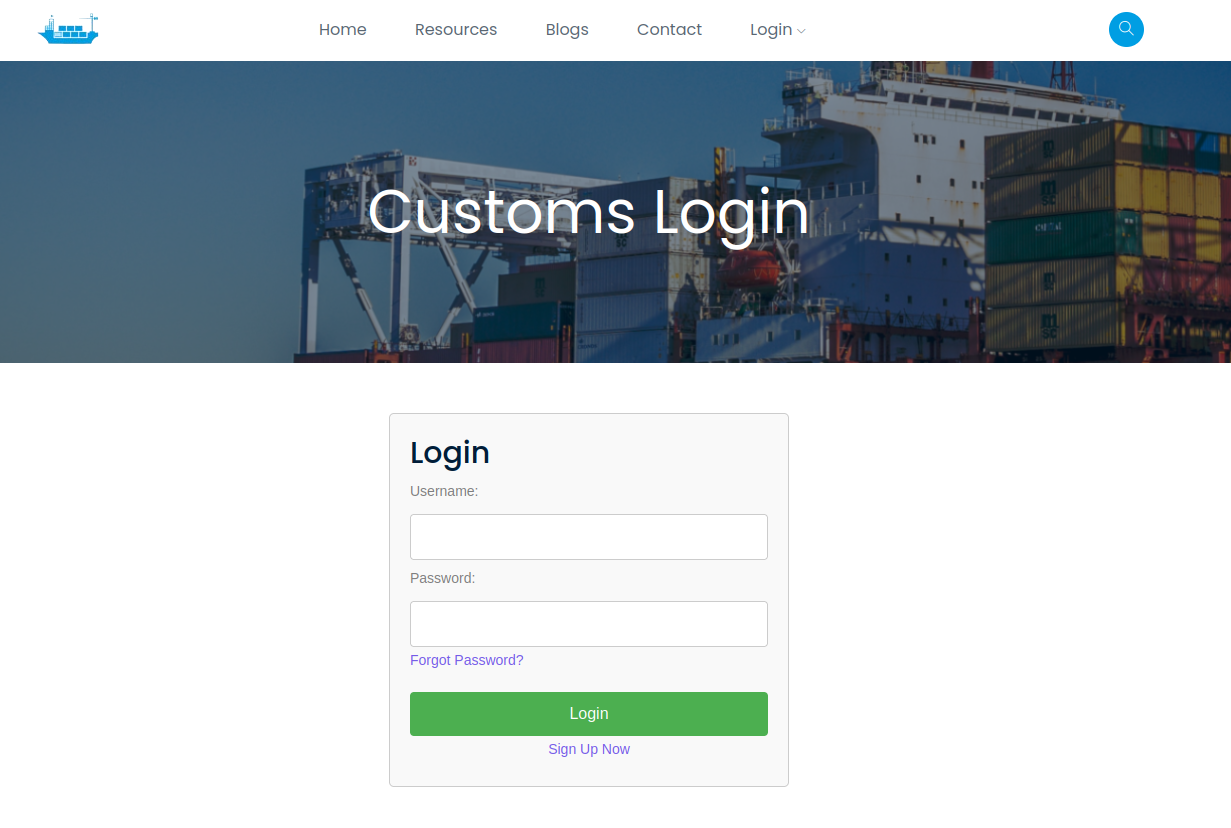 Home Resources Blogs Contact Login
Customs Login
Login
Username:
Password:
Forgot Password?
Login
Sign Up Now